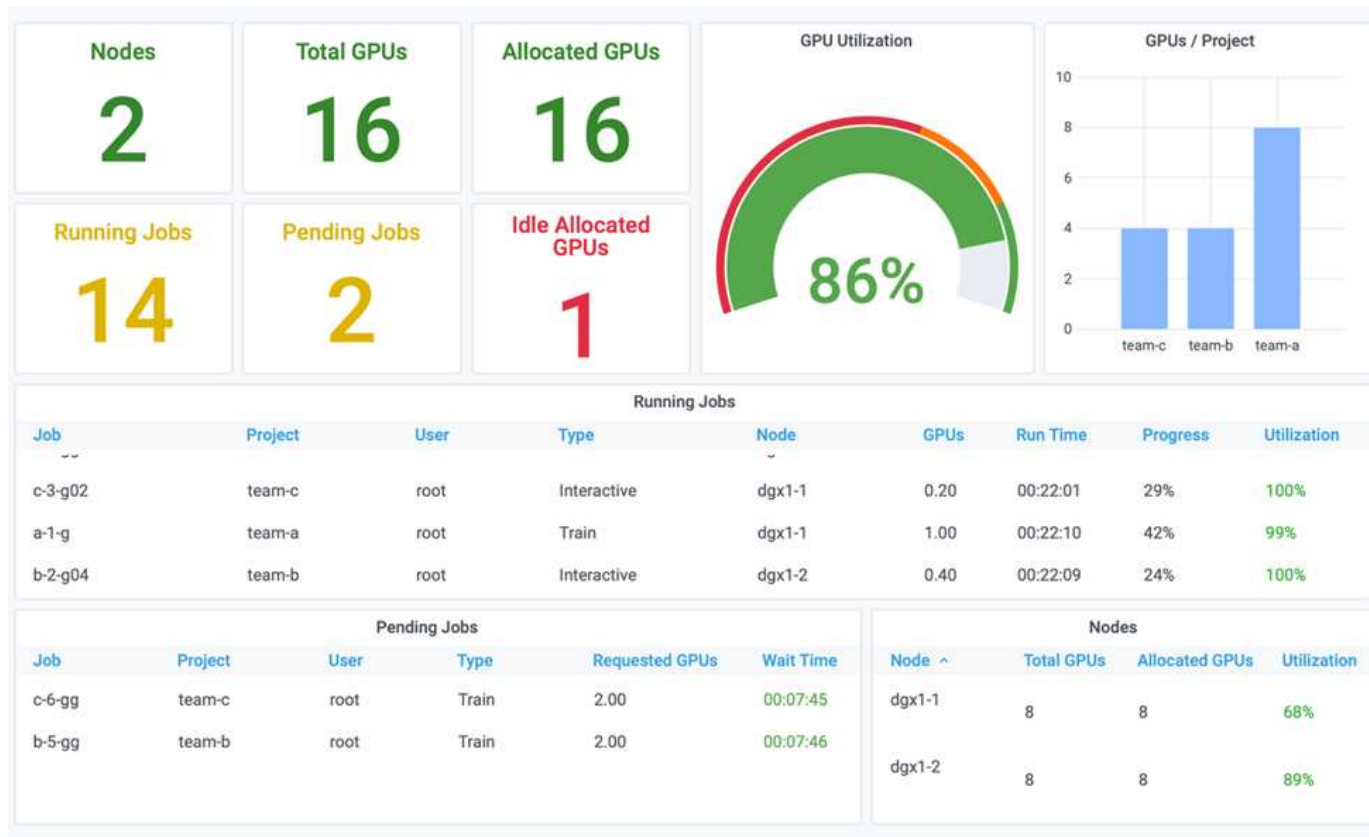 Nodes
2
Total GPUs
16
Allocated GPUs
16
Running Jobs
14
Pending Jobs
2
Idle Allocated
GPUs
1
GPU Utilization
86%
GPUs / Project
10
8
6
4
2
0
team-c team-b team-a
Running Jobs
Job Project User Type Node GPUs Run Time Progress Utilization
c-3-g02 team-c root Interactive dgx1-1 0.20 00:22:01 29% 100%
a-1-g team-a root Train dgx1-1 1.00 00:22:10 42% 99%
b-2-g04 team-b root Interactive dgx1-2 0.40 00:22:09 24% 100%
Pending Jobs
Job Project User Type Requested GPUs Wait Time
c-6-gg team-c root Train 2.00 00:07:45
b-5-gg team-b root Train 2.00 00:07:46
Nodes
Node Total GPUs Allocated GPUs Utilization
dgx1-1 8 8 68%
dgx1-2 8 8 89%